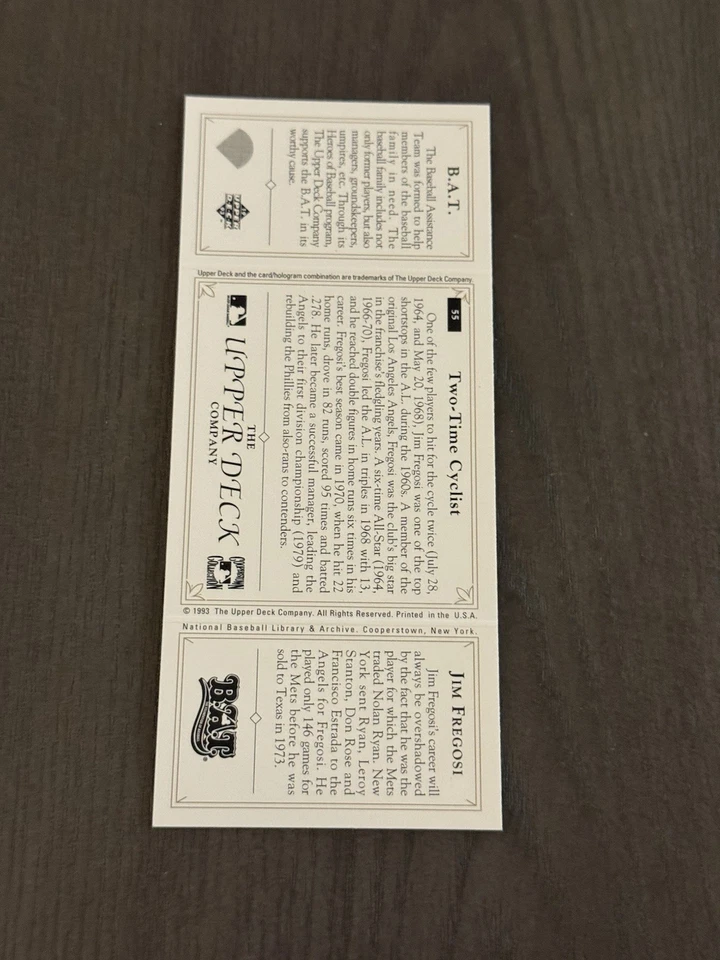 B.A.T.
The Baseball Assistance
Team was formed to help
members of the baseball
family in need. The
baseball family includes not
only former players, but also
managers, groundskeepers,
umpires, etc. Through its
Heroes of Baseball program,
The Upper Deck Company
supports the B.A.T. in its
worthy cause.
UPPER DECK
Upper Deck and the card/hologram combination are trademarks of The Upper Deck Company.
55
Two-Time Cyclist
One of the few players to hit for the cycle twice (July 28,
1964, and May 20, 1968), Jim Fregosi was one of the top
shortstops in the A.L. during the 1960s. A member of the
original Los Angeles Angels, Fregosi was the club's big star
in the franchise's fledgling years. A six-time All-Star (1964,
1966-70), Fregosi led the A.L. in triples in 1968 with 13,
and he reached double figures in home runs six times in his
career. Fregosi's best season came in 1970, when he hit 22
home runs, drove in 82 runs, scored 95 times and batted
.278. He later became a successful manager, leading the
Angels to their first division championship (1979) and
rebuilding the Phillies from also-rans to contenders.
THE
UPPER DECK
COMPANY
COOPERSTOWN
COLLECTION
© 1993 The Upper Deck Company. All Rights Reserved. Printed in the U.S.A.
National Baseball Library & Archive. Cooperstown, New York.
JIM FREGOSI
Jim Fregosi's career will
always be overshadowed
by the fact that he was the
player for which the Mets
traded Nolan Ryan. New
York sent Ryan, Leroy
Stanton, Don Rose and
Francisco Estrada to the
Angels for Fregosi. He
played only 146 games for
the Mets before he was
sold to Texas in 1973.
B.A.T.